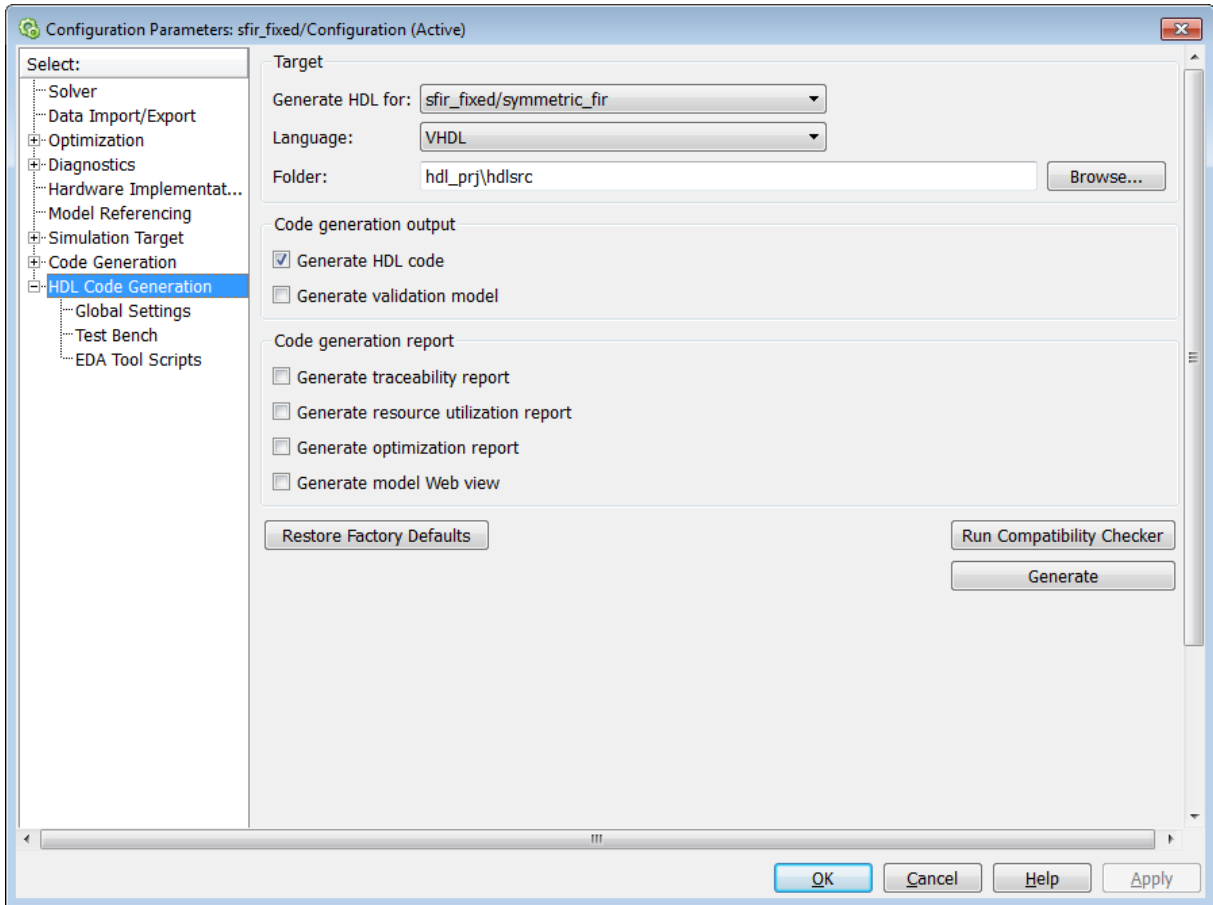 Configuration Parameters: sfir_fixed/Configuration (Active)
Select:
Solver
Data Import/Export
Optimization
Diagnostics
Hardware Implementat...
Model Referencing
Simulation Target
Code Generation
HDL Code Generation
Global Settings
Test Bench
EDA Tool Scripts
Target
Generate HDL for: sfir_fixed/symmetric_fir
Language: VHDL
Folder: hdl_prj\hdlsrc Browse...
Code generation output
Generate HDL code
Generate validation model
Code generation report
Generate traceability report
Generate resource utilization report
Generate optimization report
Generate model Web view
Restore Factory Defaults Run Compatibility Checker
Generate
OK Cancel Help Apply